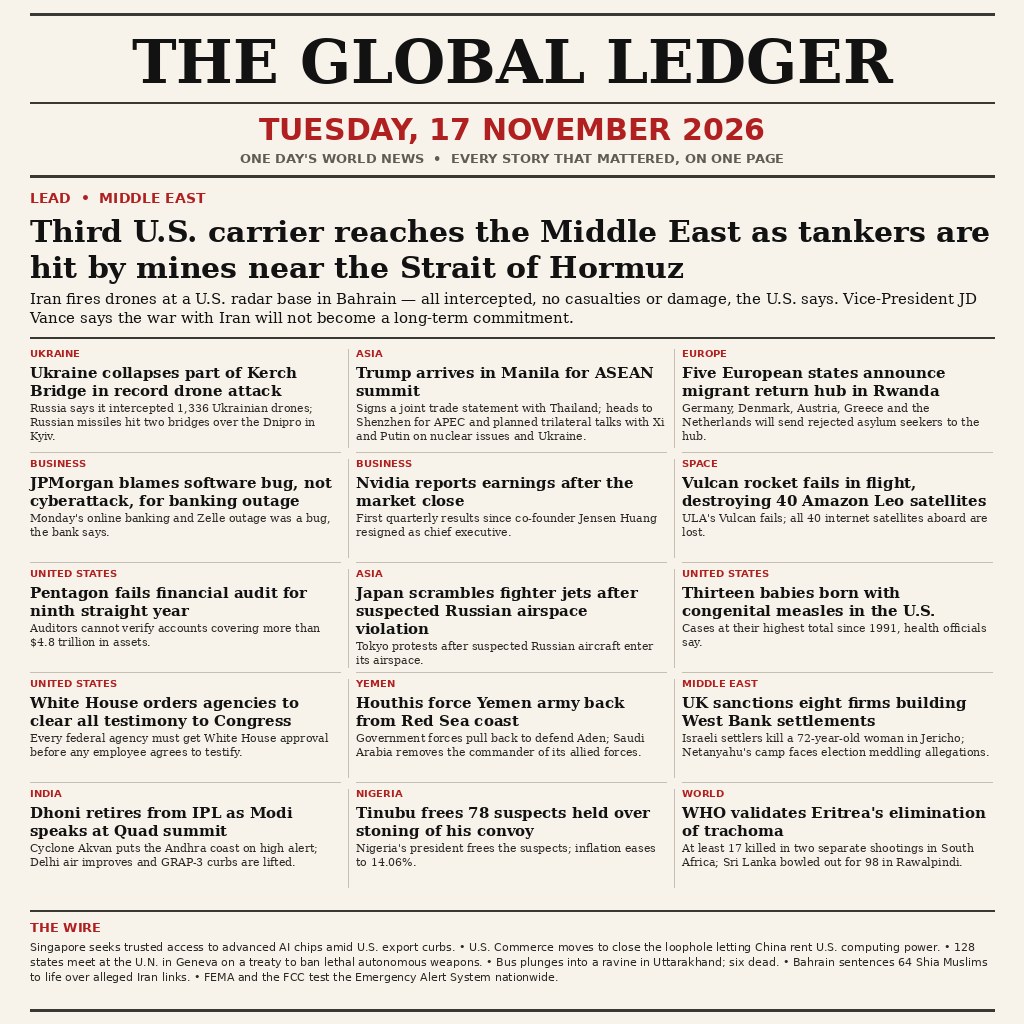 THE GLOBAL LEDGER
TUESDAY, 17 NOVEMBER 2026
ONE DAY'S WORLD NEWS • EVERY STORY THAT MATTERED, ON ONE PAGE
LEAD • MIDDLE EAST
Third U.S. carrier reaches the Middle East as tankers are
hit by mines near the Strait of Hormuz
Iran fires drones at a U.S. radar base in Bahrain — all intercepted, no casualties or damage, the U.S. says. Vice-President JD
Vance says the war with Iran will not become a long-term commitment.
UKRAINE
Ukraine collapses part of Kerch
Bridge in record drone attack
Russia says it intercepted 1,336 Ukrainian drones;
Russian missiles hit two bridges over the Dnipro in
Kyiv.
ASIA
Trump arrives in Manila for ASEAN
summit
Signs a joint trade statement with Thailand; heads to
Shenzhen for APEC and planned trilateral talks with Xi
and Putin on nuclear issues and Ukraine.
EUROPE
Five European states announce
migrant return hub in Rwanda
Germany, Denmark, Austria, Greece and the
Netherlands will send rejected asylum seekers to the
hub.
BUSINESS
JPMorgan blames software bug, not
cyberattack, for banking outage
Monday's online banking and Zelle outage was a bug,
the bank says.
BUSINESS
Nvidia reports earnings after the
market close
First quarterly results since co-founder Jensen Huang
resigned as chief executive.
SPACE
Vulcan rocket fails in flight,
destroying 40 Amazon Leo satellites
ULA's Vulcan fails; all 40 internet satellites aboard are
lost.
UNITED STATES
Pentagon fails financial audit for
ninth straight year
Auditors cannot verify accounts covering more than
$4.8 trillion in assets.
ASIA
Japan scrambles fighter jets after
suspected Russian airspace
violation
Tokyo protests after suspected Russian aircraft enter
its airspace.
UNITED STATES
Thirteen babies born with
congenital measles in the U.S.
Cases at their highest total since 1991, health officials
say.
UNITED STATES
White House orders agencies to
clear all testimony to Congress
Every federal agency must get White House approval
before any employee agrees to testify.
YEMEN
Houthis force Yemen army back
from Red Sea coast
Government forces pull back to defend Aden; Saudi
Arabia removes the commander of its allied forces.
MIDDLE EAST
UK sanctions eight firms building
West Bank settlements
Israeli settlers kill a 72-year-old woman in Jericho;
Netanyahu's camp faces election meddling allegations.
INDIA
Dhoni retires from IPL as Modi
speaks at Quad summit
Cyclone Akvan puts the Andhra coast on high alert;
Delhi air improves and GRAP-3 curbs are lifted.
NIGERIA
Tinubu frees 78 suspects held over
stoning of his convoy
Nigeria's president frees the suspects; inflation eases
to 14.06%.
WORLD
WHO validates Eritrea's elimination
of trachoma
At least 17 killed in two separate shootings in South
Africa; Sri Lanka bowled out for 98 in Rawalpindi.
THE WIRE
Singapore seeks trusted access to advanced AI chips amid U.S. export curbs. • U.S. Commerce moves to close the loophole letting China rent U.S. computing power. • 128
states meet at the U.N. in Geneva on a treaty to ban lethal autonomous weapons. • Bus plunges into a ravine in Uttarakhand; six dead. • Bahrain sentences 64 Shia Muslims
to life over alleged Iran links. • FEMA and the FCC test the Emergency Alert System nationwide.